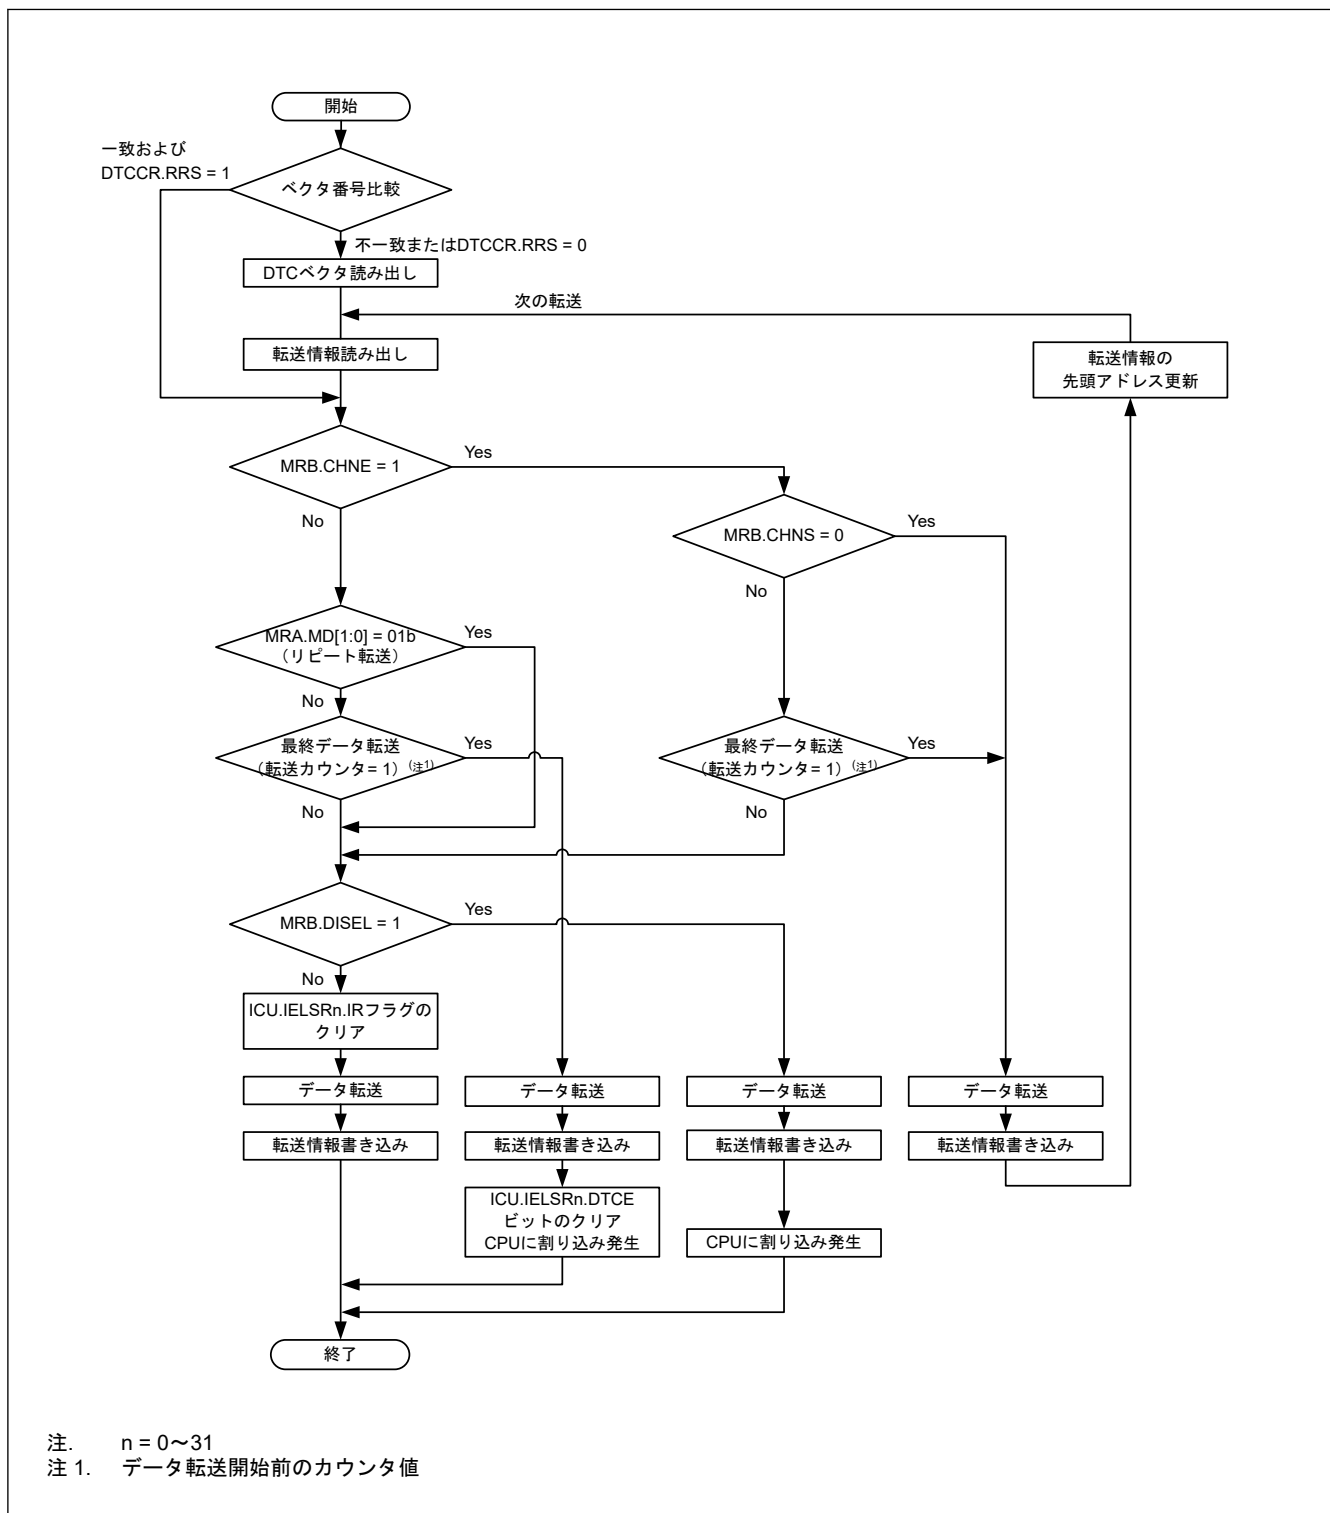 開始
一致および
DTCCR.RRS = 1
ベクタ番号比較
不一致またはDTCCR.RRS = 0
DTCベクタ読み出し
次の転送
転送情報読み出し
転送情報の
先頭アドレス更新
MRB.CHNE = 1
Yes
No
MRB.CHNS = 0
Yes
No
MRA.MD[1:0] = 01b
（リピート転送）
Yes
No
最終データ転送
（転送カウンタ= 1）(注1)
Yes
No
最終データ転送
（転送カウンタ= 1）(注1)
Yes
No
MRB.DISEL = 1
Yes
No
ICU.IELSRn.IRフラグの
クリア
データ転送
データ転送
データ転送
データ転送
転送情報書き込み
転送情報書き込み
転送情報書き込み
転送情報書き込み
ICU.IELSRn.DTCE
ビットのクリア
CPUに割り込み発生
CPUに割り込み発生
終了
注. n = 0～31
注 1. データ転送開始前のカウンタ値